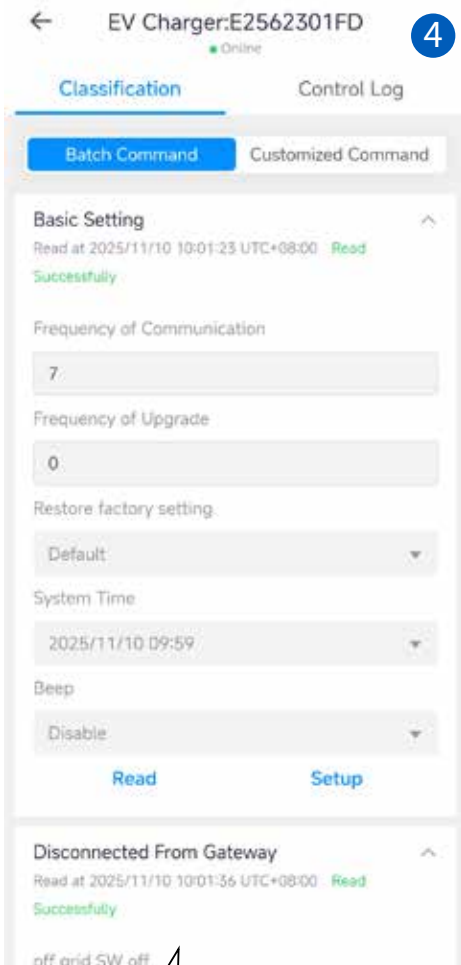 EV Charger:E2562301FD
4
Online
Classification
Control Log
Batch Command
Customized Command
Basic Setting
Read at 2025/11/10 10:01:23 UTC+08:00 Read
Successfully
Frequency of Communication
7
Frequency of Upgrade
0
Restore factory setting
Default
System Time
2025/11/10 09:59
Beep
Disable
Read
Setup
Disconnected From Gateway
Read at 2025/11/10 10:01:36 UTC+08:00 Read
Successfully
off grid SW off